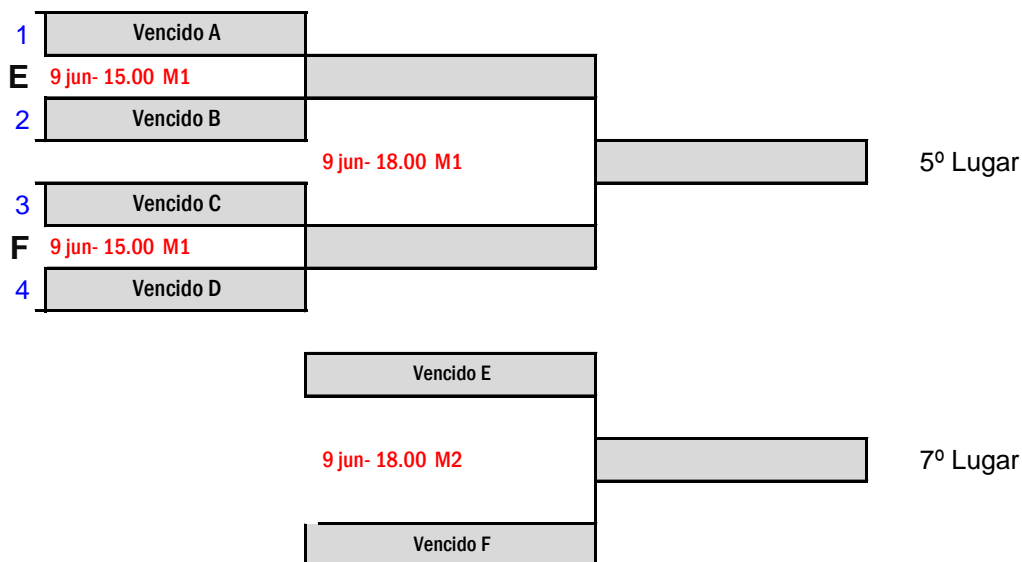 1 Vencido A
E 9 jun- 15.00 M1
2 Vencido B
9 jun- 18.00 M1 5º Lugar
3 Vencido C
F 9 jun- 15.00 M1
4 Vencido D
Vencido E
9 jun- 18.00 M2 7º Lugar
Vencido F